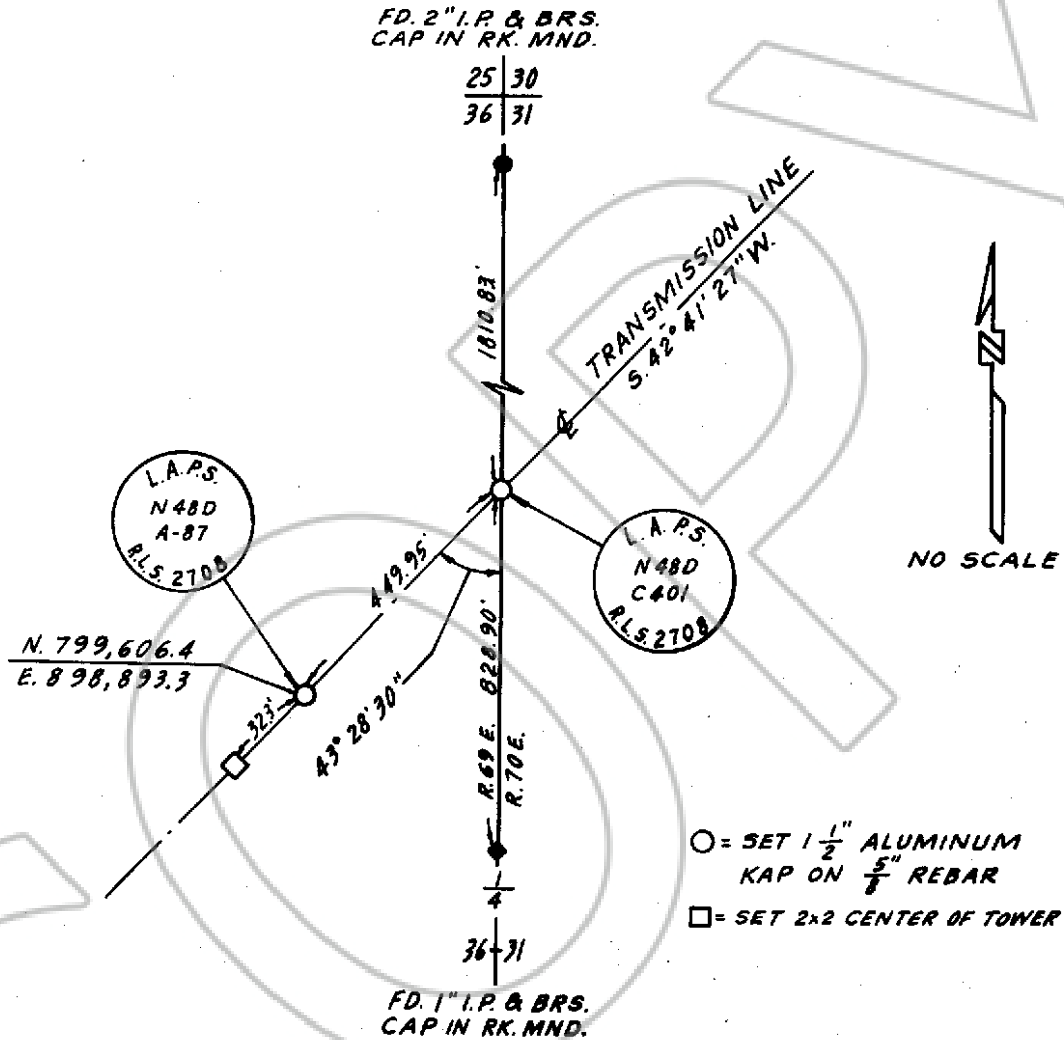 FD. 2" I.P. & BRS.
CAP IN RK. MND.
25 30
36 31
1810.83'
TRANSMISSION LINE
S. 42° 41' 27" W.
℄
L.A.P.S.
N 48D
A-87
R.L.S. 2708
L.A.P.S.
N 48D
C401
R.L.S. 2708
NO SCALE
449.95'
828.90'
N. 799,606.4
E. 898,893.3
323'
43° 28' 30"
R. 69 E.
R. 70 E.
○ = SET 1 1/2" ALUMINUM
KAP ON 5/8" REBAR
□ = SET 2x2 CENTER OF TOWER
1/4
36 31
FD. 1" I.P. & BRS.
CAP IN RK. MND.
COPY